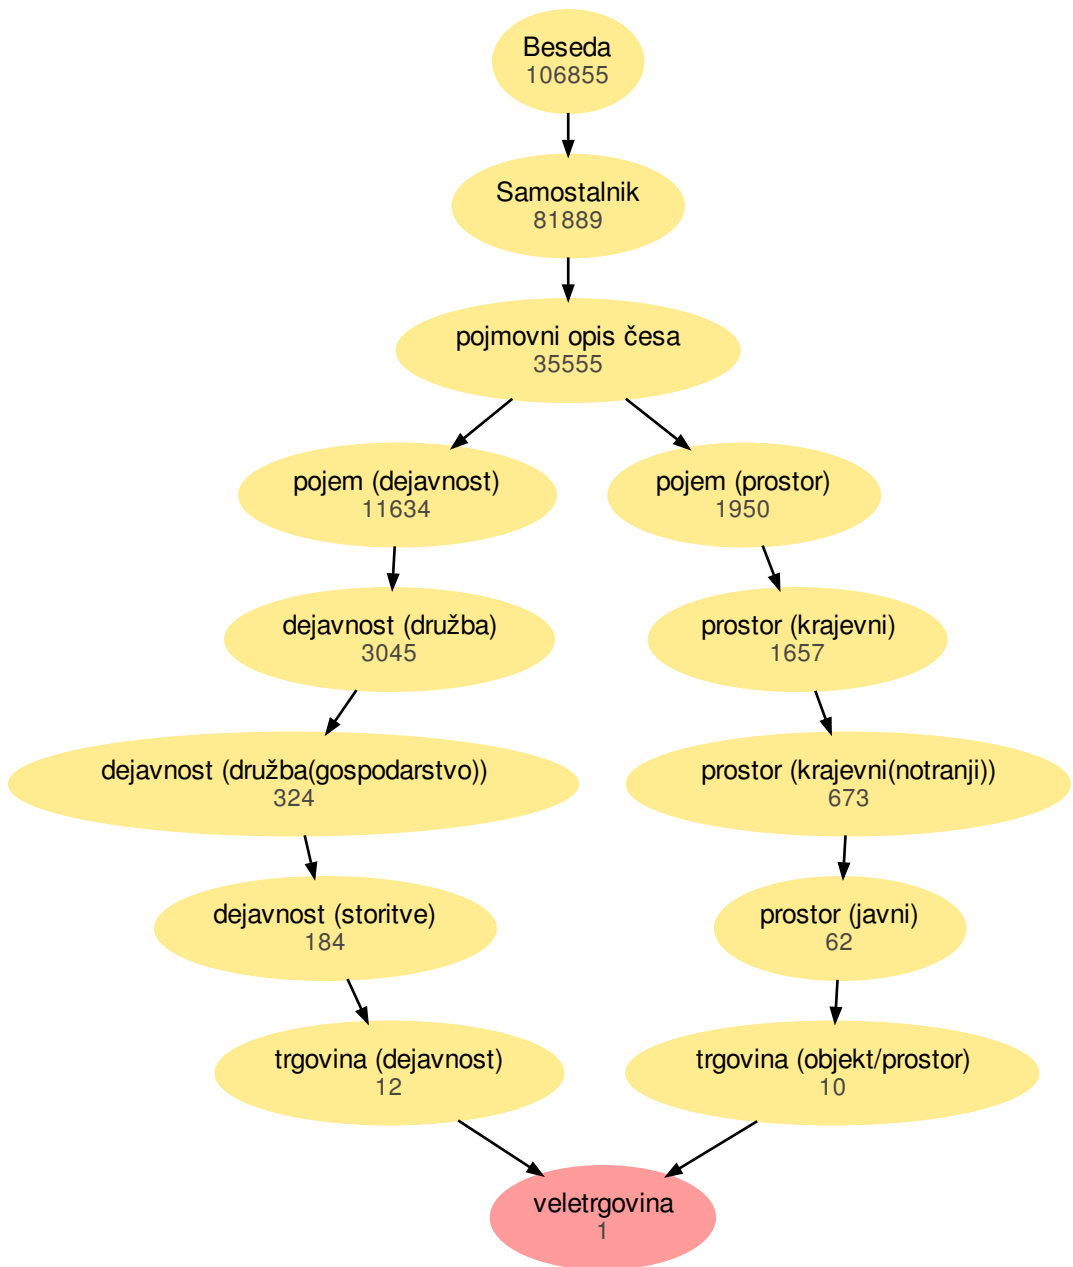 Beseda
106855
Samostalnik
81889
pojmovni opis česa
35555
pojem (dejavnost)
11634
pojem (prostor)
1950
dejavnost (družba)
3045
prostor (krajevni)
1657
dejavnost (družba(gospodarstvo))
324
prostor (krajevni(notranji))
673
dejavnost (storitve)
184
prostor (javni)
62
trgovina (dejavnost)
12
trgovina (objekt/prostor)
10
veletrgovina
1